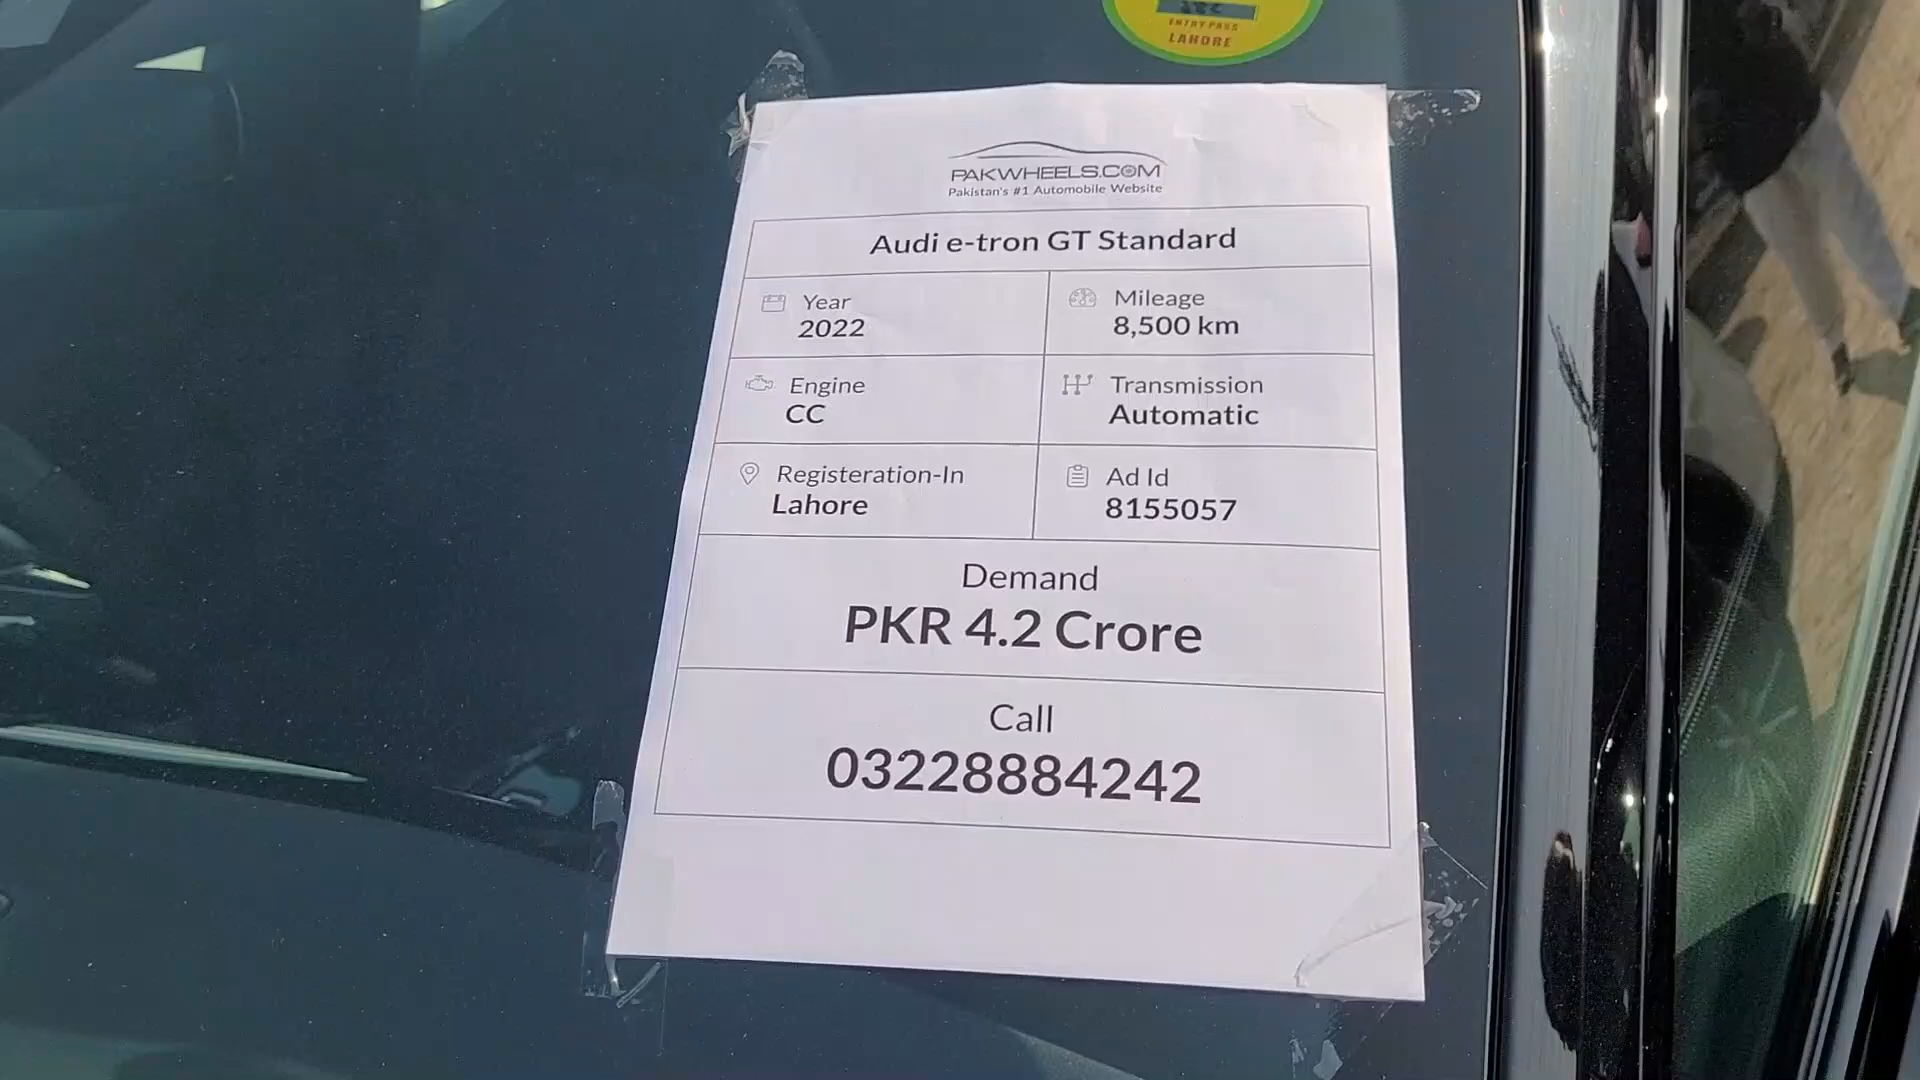 ENTRY PASS
LAHORE
PAKWHEELS.COM
Pakistan's #1 Automobile Website
Audi e-tron GT Standard
Year
2022
Mileage
8,500 km
Engine
CC
Transmission
Automatic
Registeration-In
Lahore
Ad Id
8155057
Demand
PKR 4.2 Crore
Call
03228884242